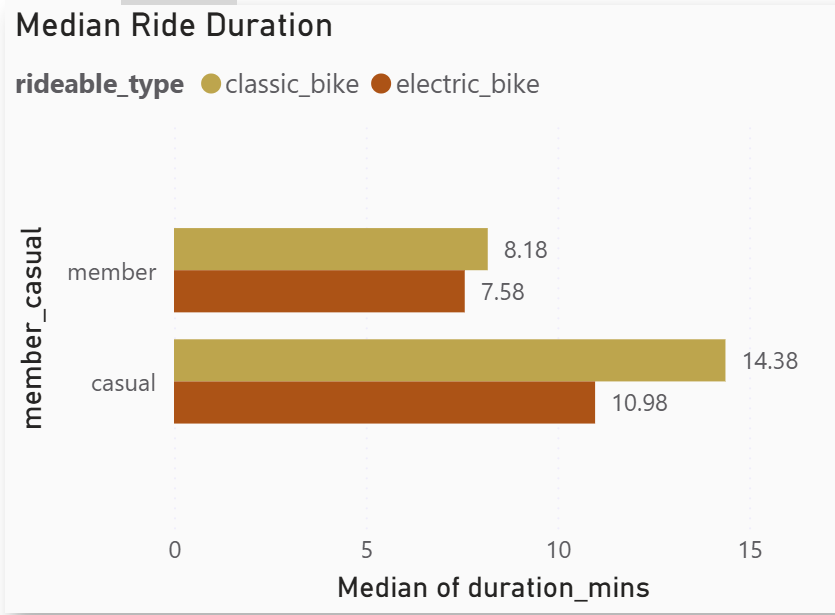 Median Ride Duration
rideable_type classic_bike electric_bike
member_casual
member
8.18
7.58
casual
14.38
10.98
0 5 10 15
Median of duration_mins